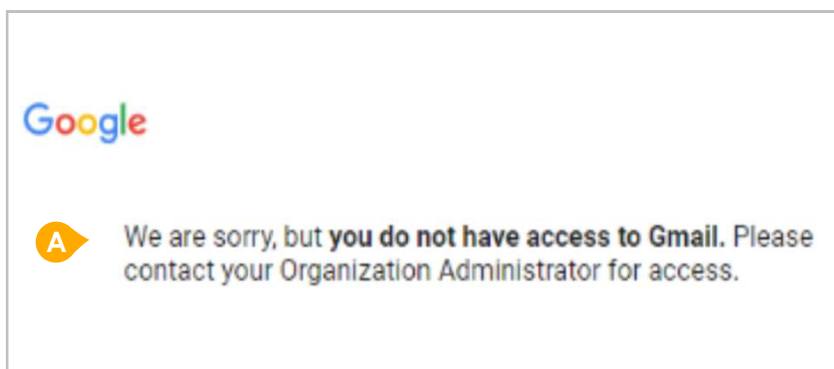 Google
A
We are sorry, but you do not have access to Gmail. Please
contact your Organization Administrator for access.